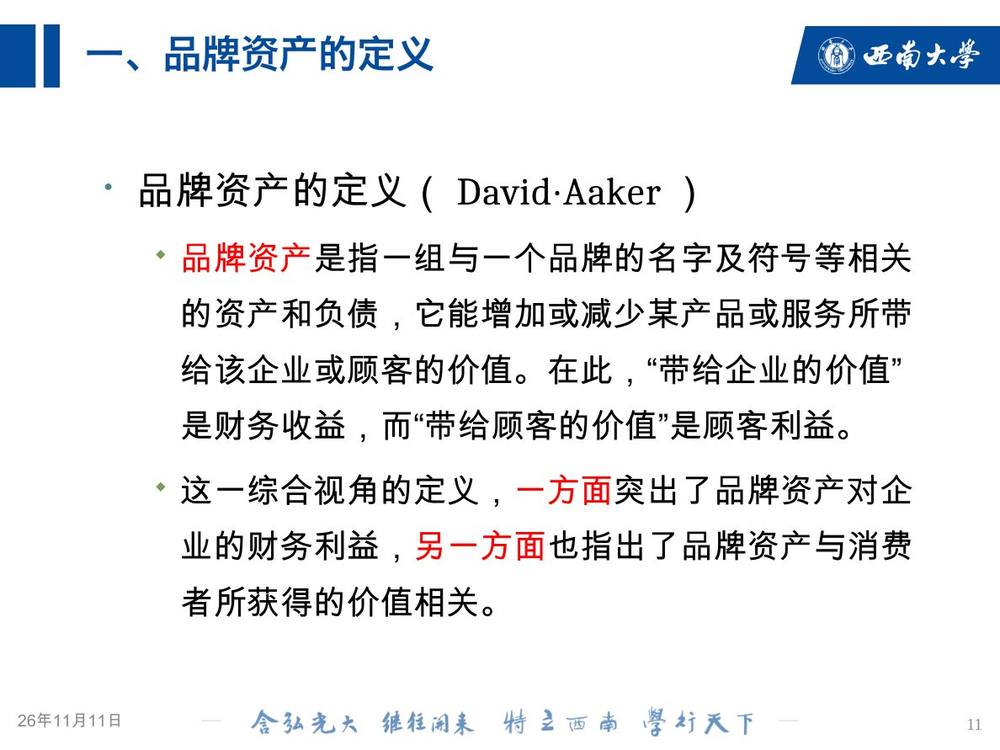 一、品牌资产的定义
西南大学
品牌资产的定义（ David·Aaker ）
品牌资产是指一组与一个品牌的名字及符号等相关
的资产和负债，它能增加或减少某产品或服务所带
给该企业或顾客的价值。在此，“带给企业的价值”
是财务收益，而“带给顾客的价值”是顾客利益。
这一综合视角的定义，一方面突出了品牌资产对企
业的财务利益，另一方面也指出了品牌资产与消费
者所获得的价值相关。
26年11月11日
含弘光大 继往开来 特立西南 學行天下
11